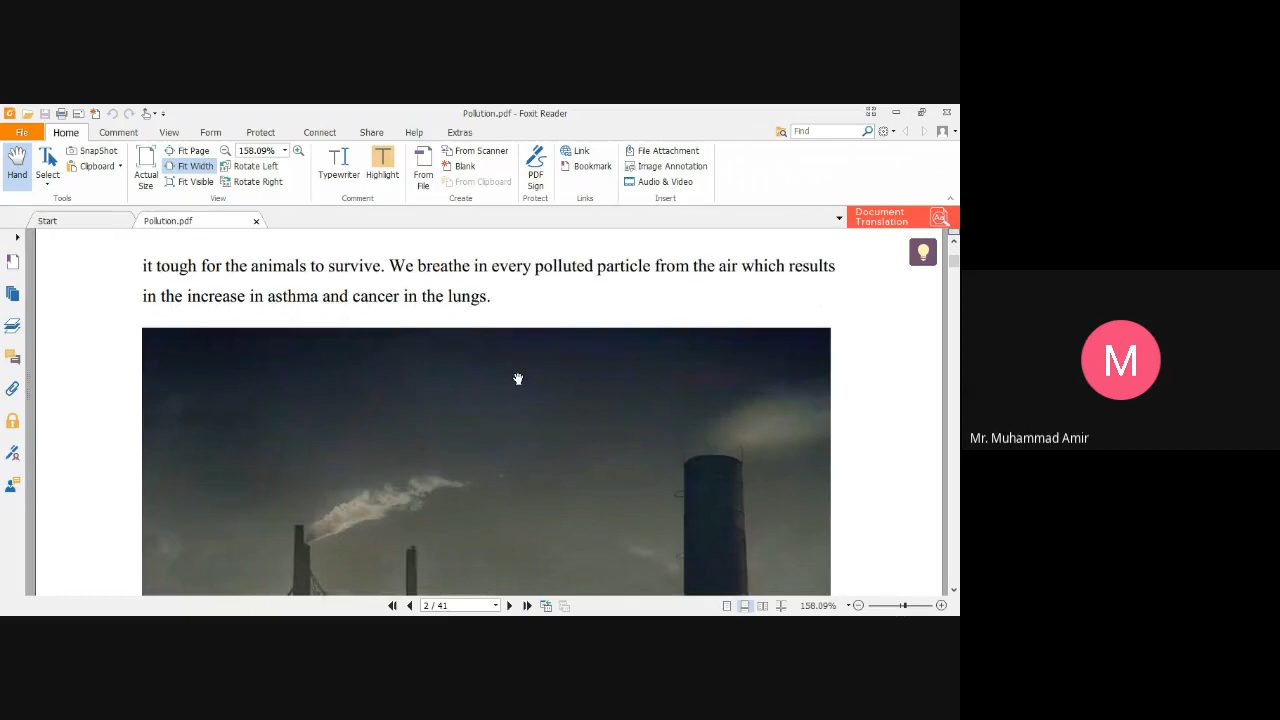 Pollution.pdf - Foxit Reader
File Home Comment View Form Protect Connect Share Help Extras
Find
Hand
Select
SnapShot
Clipboard
Tools
Actual Size
Fit Page
Fit Width
Fit Visible
158.09%
Rotate Left
Rotate Right
View
Typewriter
Highlight
Comment
From File
From Scanner
Blank
From Clipboard
Create
PDF Sign
Protect
Link
Bookmark
Links
File Attachment
Image Annotation
Audio & Video
Insert
Start
Pollution.pdf
Document
Translation
it tough for the animals to survive. We breathe in every polluted particle from the air which results
in the increase in asthma and cancer in the lungs.
M
Mr. Muhammad Amir
2 / 41
158.09%